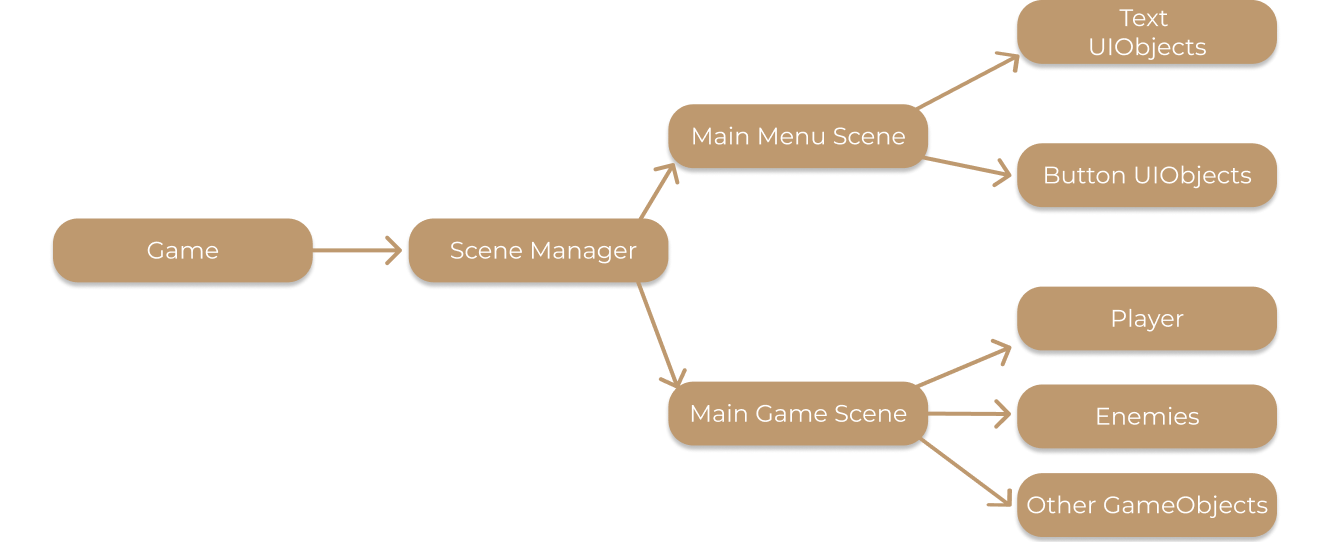 Text
UIObjects
Main Menu Scene
Button UIObjects
Game
Scene Manager
Player
Main Game Scene
Enemies
Other GameObjects